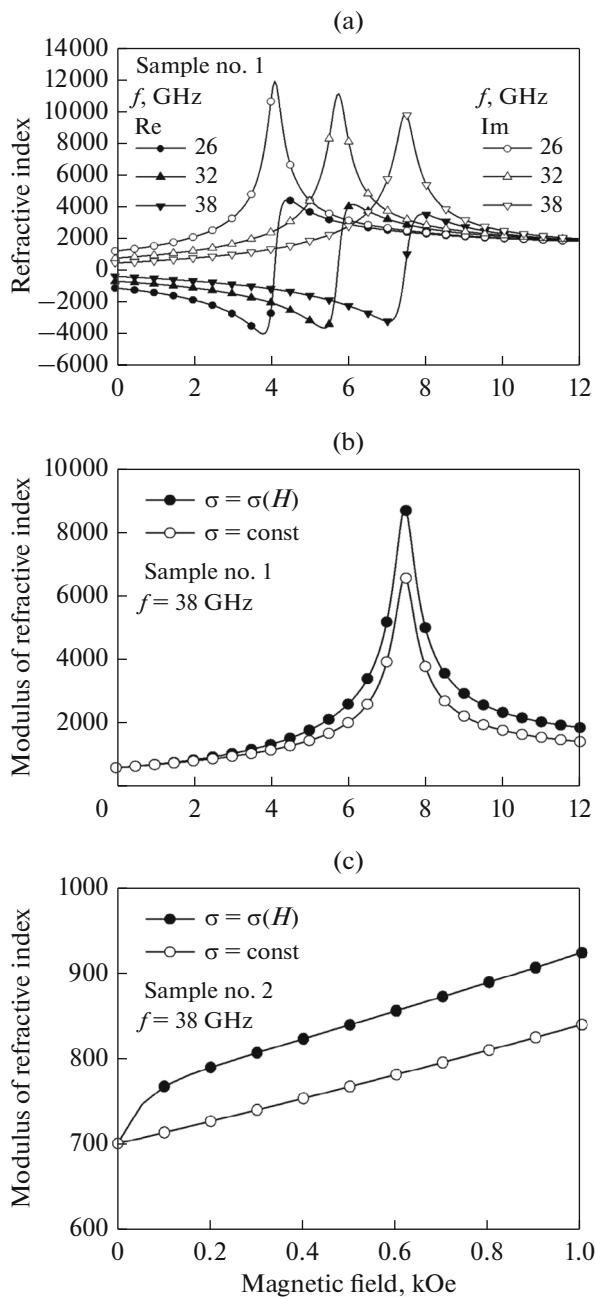 (a)
14000
12000
10000
8000
6000
4000
2000
0
−2000
−4000
−6000
Refractive index
Sample no. 1
f, GHz
Re
26
32
38
f, GHz
Im
26
32
38
0 2 4 6 8 10 12
(b)
10000
8000
6000
4000
2000
Modulus of refractive index
σ = σ(H)
σ = const
Sample no. 1
f = 38 GHz
0 2 4 6 8 10 12
(c)
1000
900
800
700
600
Modulus of refractive index
σ = σ(H)
σ = const
Sample no. 2
f = 38 GHz
0 0.2 0.4 0.6 0.8 1.0
Magnetic field, kOe